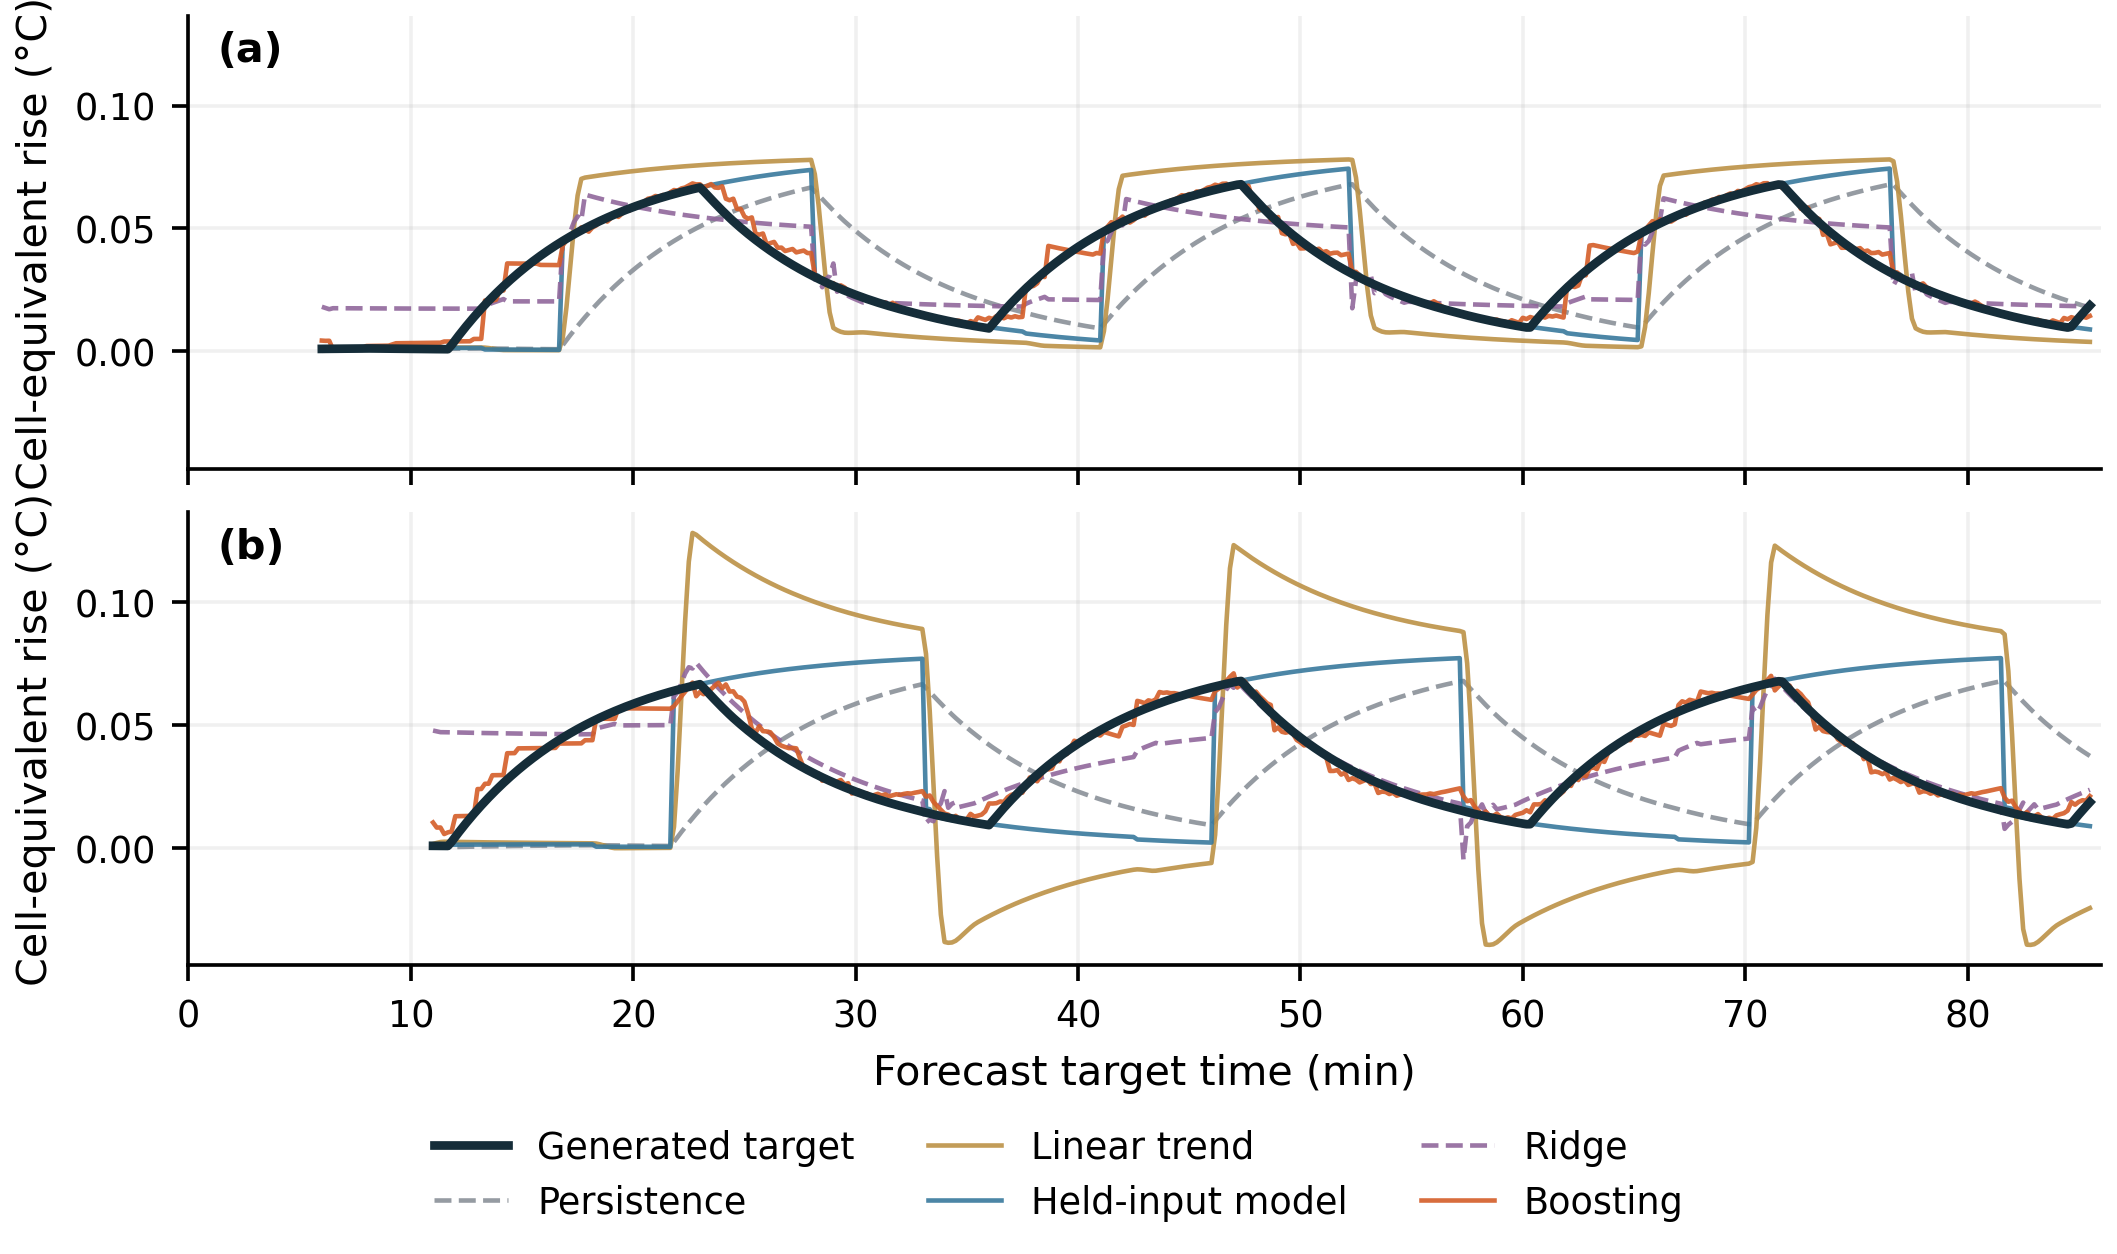 (a)
Cell-equivalent rise (°C)
0.10
0.05
0.00
(b)
Cell-equivalent rise (°C)
0.10
0.05
0.00
0 10 20 30 40 50 60 70 80
Forecast target time (min)
Generated target Linear trend Ridge
Persistence Held-input model Boosting